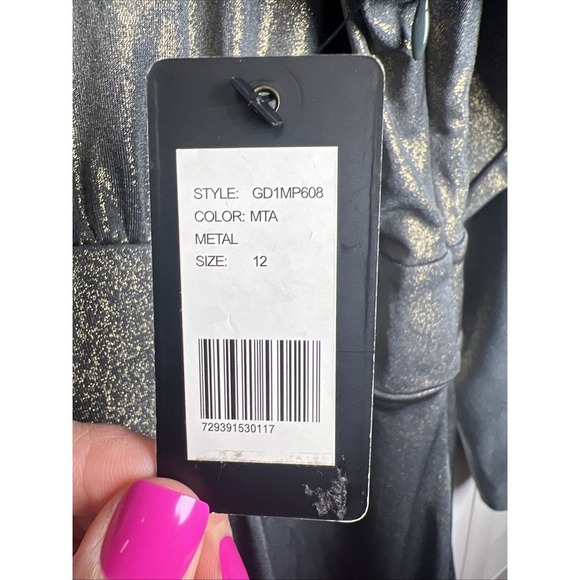 STYLE: GD1MP608
COLOR: MTA
METAL
SIZE: 12
729391530117